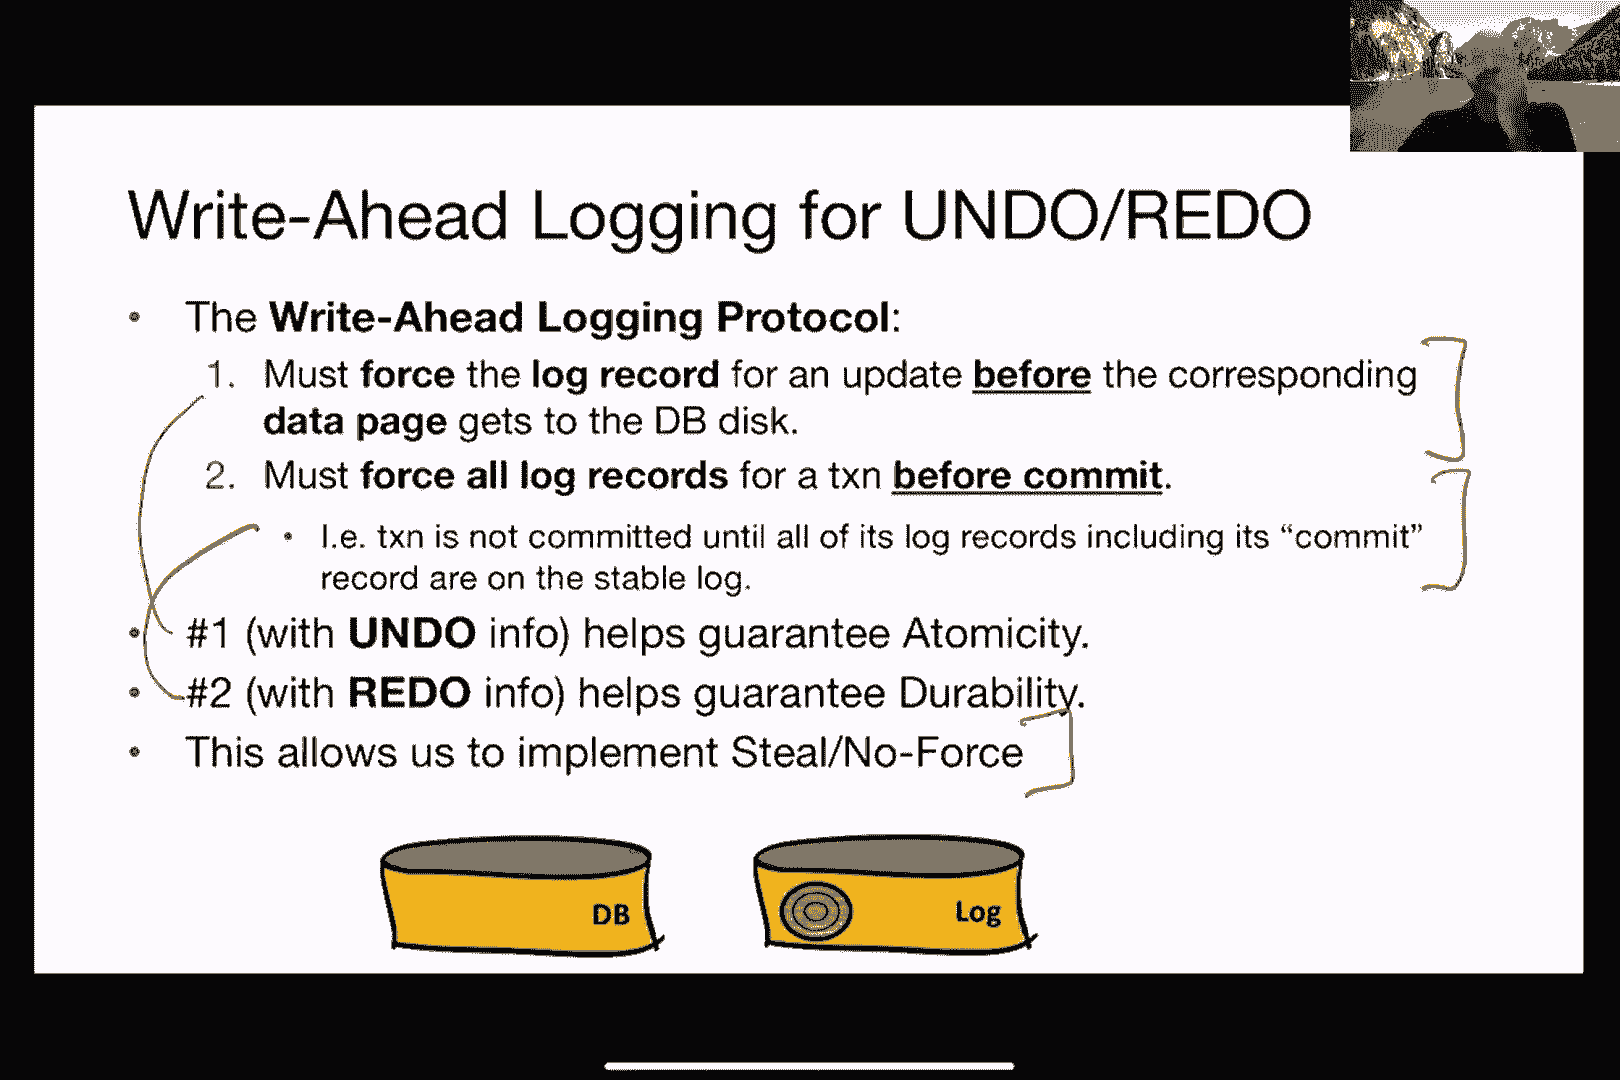 Write-Ahead Logging for UNDO/REDO
• The Write-Ahead Logging Protocol:
1. Must force the log record for an update before the corresponding
data page gets to the DB disk.
2. Must force all log records for a txn before commit.
• I.e. txn is not committed until all of its log records including its “commit”
record are on the stable log.
• #1 (with UNDO info) helps guarantee Atomicity.
• #2 (with REDO info) helps guarantee Durability.
• This allows us to implement Steal/No-Force
DB
Log